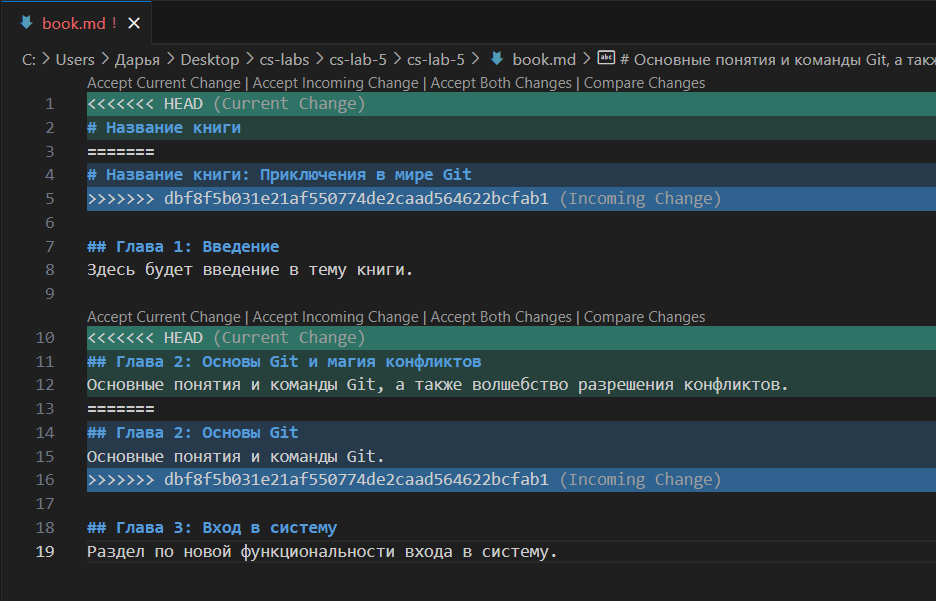 book.md !
C: > Users > Дарья > Desktop > cs-labs > cs-lab-5 > cs-lab-5 > book.md > # Основные понятия и команды Git, а так
Accept Current Change | Accept Incoming Change | Accept Both Changes | Compare Changes
1 <<<<<<< HEAD (Current Change)
2 # Название книги
3 =======
4 # Название книги: Приключения в мире Git
5 >>>>>>> dbf8f5b031e21af550774de2caad564622bcfab1 (Incoming Change)
6
7 ## Глава 1: Введение
8 Здесь будет введение в тему книги.
9
Accept Current Change | Accept Incoming Change | Accept Both Changes | Compare Changes
10 <<<<<<< HEAD (Current Change)
11 ## Глава 2: Основы Git и магия конфликтов
12 Основные понятия и команды Git, а также волшебство разрешения конфликтов.
13 =======
14 ## Глава 2: Основы Git
15 Основные понятия и команды Git.
16 >>>>>>> dbf8f5b031e21af550774de2caad564622bcfab1 (Incoming Change)
17
18 ## Глава 3: Вход в систему
19 Раздел по новой функциональности входа в систему.